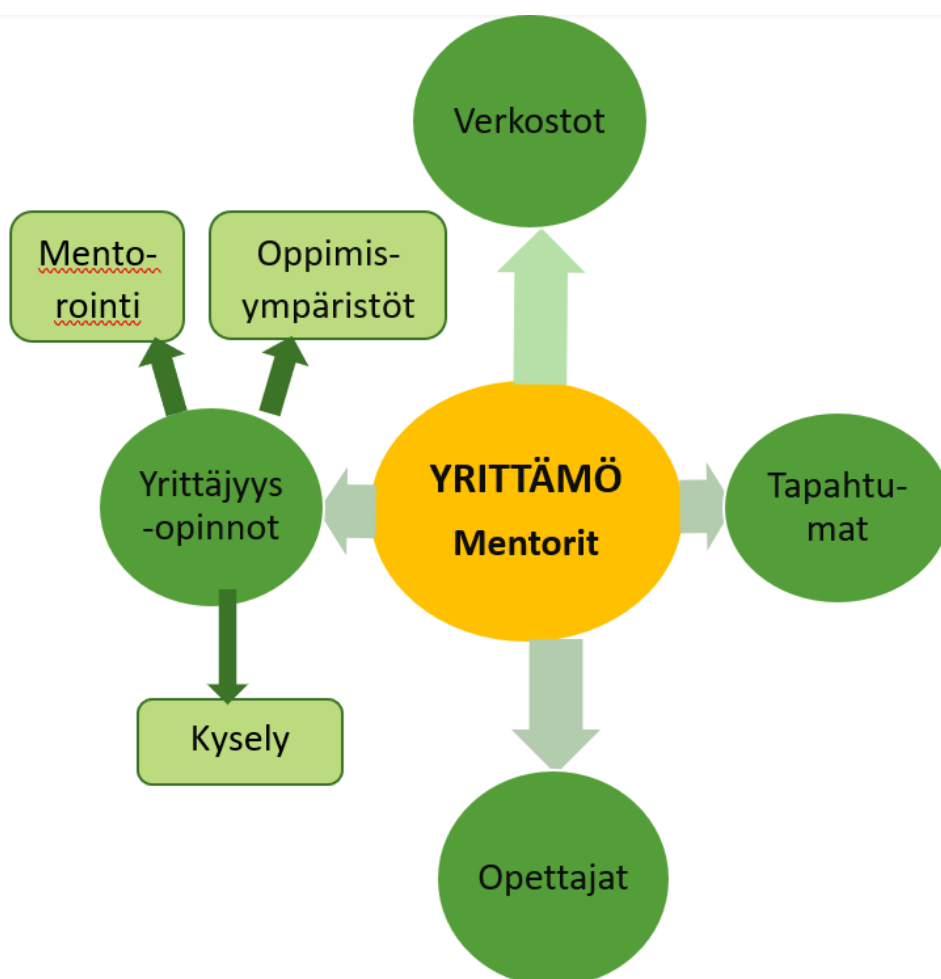 Verkostot
Mento-
rointi
Oppimis-
ympäristöt
Yrittäjyys
-opinnot
YRITTÄMÖ
Mentorit
Tapahtu-
mat
Kysely
Opettajat